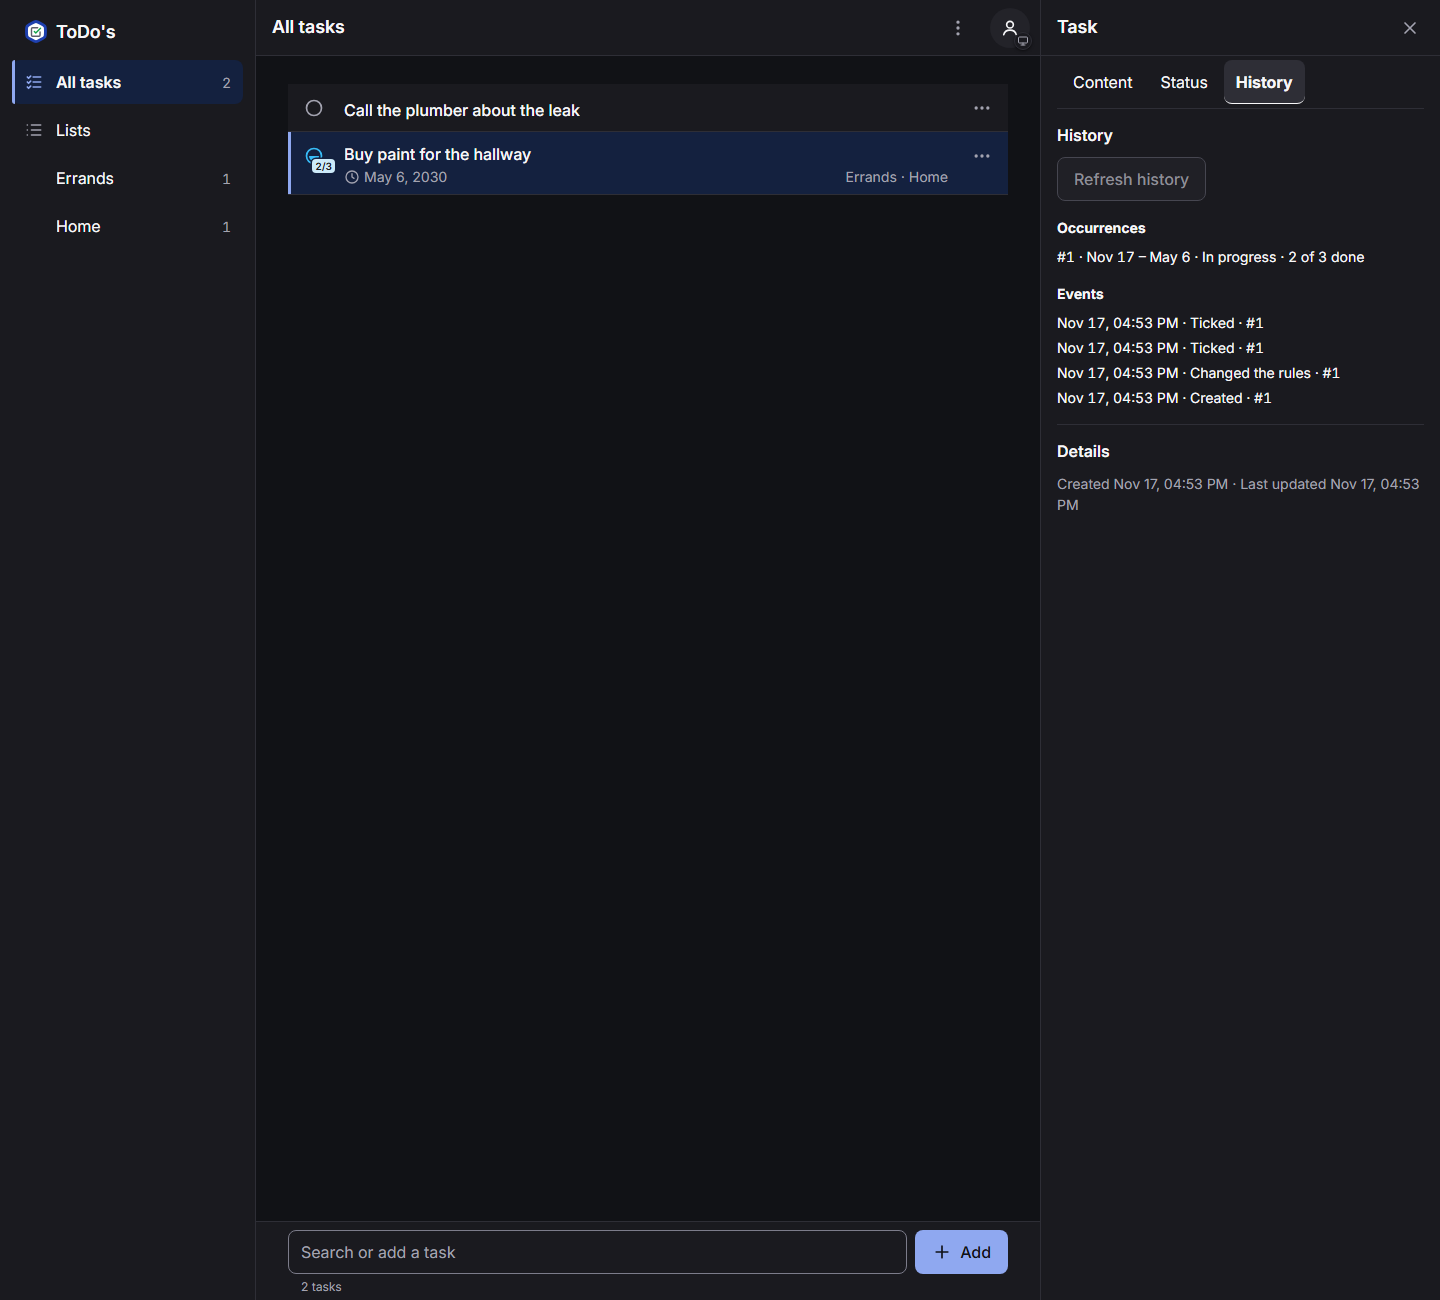 ToDo's
All tasks 2
Lists
Errands 1
Home 1
All tasks
Call the plumber about the leak
2/3
Buy paint for the hallway
May 6, 2030
Errands · Home
Search or add a task
Add
2 tasks
Task
Content Status History
History
Refresh history
Occurrences
#1 · Nov 17 – May 6 · In progress · 2 of 3 done
Events
Nov 17, 04:53 PM · Ticked · #1
Nov 17, 04:53 PM · Ticked · #1
Nov 17, 04:53 PM · Changed the rules · #1
Nov 17, 04:53 PM · Created · #1
Details
Created Nov 17, 04:53 PM · Last updated Nov 17, 04:53
PM